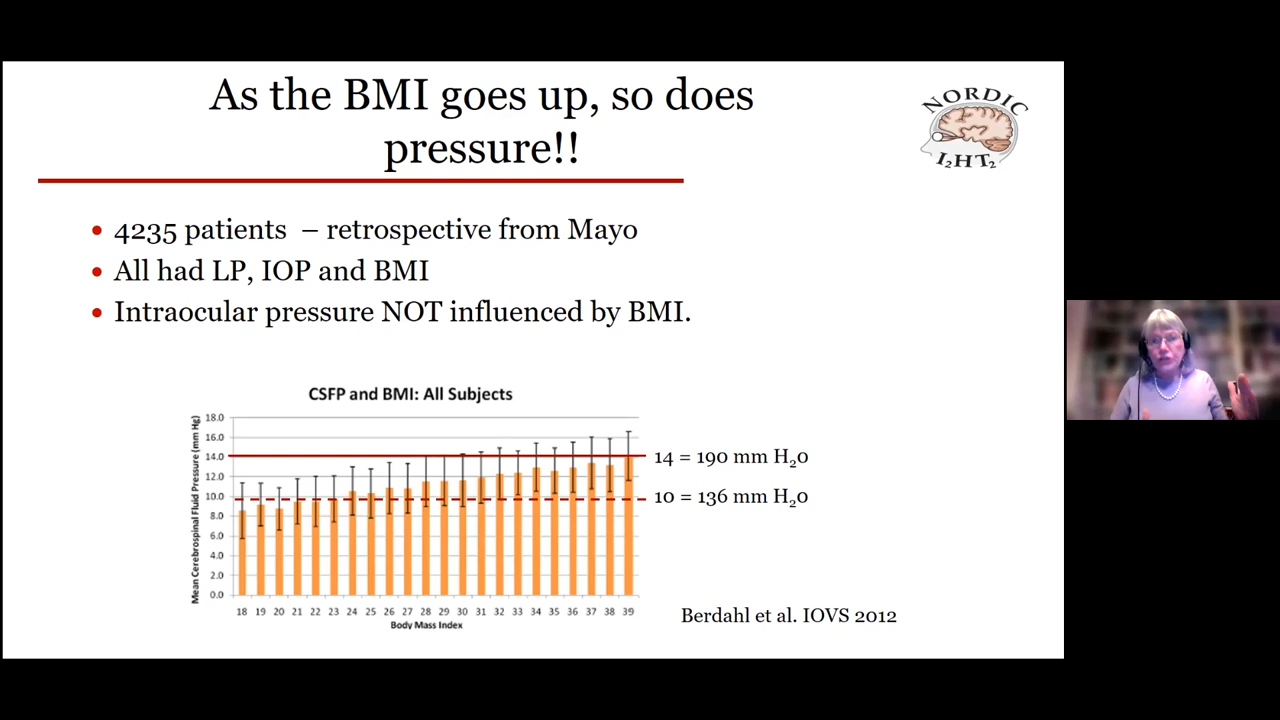 As the BMI goes up, so does
pressure!!
NORDIC
I₂HT₂
• 4235 patients – retrospective from Mayo
• All had LP, IOP and BMI
• Intraocular pressure NOT influenced by BMI.
CSFP and BMI: All Subjects
Mean Cerebrospinal Fluid Pressure (mm Hg)
18.0
16.0
14.0
12.0
10.0
8.0
6.0
4.0
2.0
0.0
14 = 190 mm H₂0
10 = 136 mm H₂0
18 19 20 21 22 23 24 25 26 27 28 29 30 31 32 33 34 35 36 37 38 39
Body Mass Index
Berdahl et al. IOVS 2012